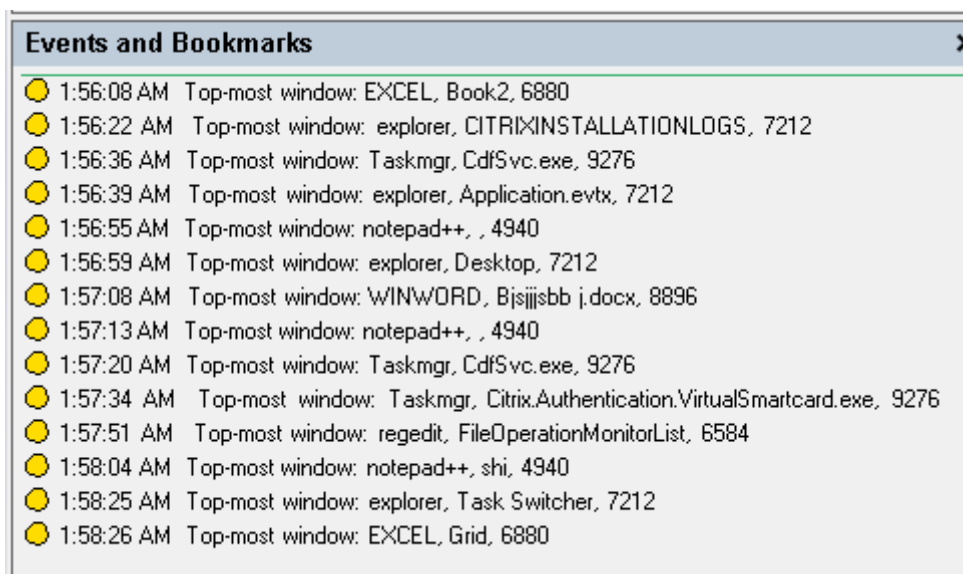 Events and Bookmarks
1:56:08 AM Top-most window: EXCEL, Book2, 6880
1:56:22 AM Top-most window: explorer, CITRIXINSTALLATIONLOGS, 7212
1:56:36 AM Top-most window: Taskmgr, CdfSvc.exe, 9276
1:56:39 AM Top-most window: explorer, Application.evtx, 7212
1:56:55 AM Top-most window: notepad++, , 4940
1:56:59 AM Top-most window: explorer, Desktop, 7212
1:57:08 AM Top-most window: WINWORD, Bjsjjjsbb j.docx, 8896
1:57:13 AM Top-most window: notepad++, , 4940
1:57:20 AM Top-most window: Taskmgr, CdfSvc.exe, 9276
1:57:34 AM Top-most window: Taskmgr, Citrix.Authentication.VirtualSmartcard.exe, 9276
1:57:51 AM Top-most window: regedit, FileOperationMonitorList, 6584
1:58:04 AM Top-most window: notepad++, shi, 4940
1:58:25 AM Top-most window: explorer, Task Switcher, 7212
1:58:26 AM Top-most window: EXCEL, Grid, 6880